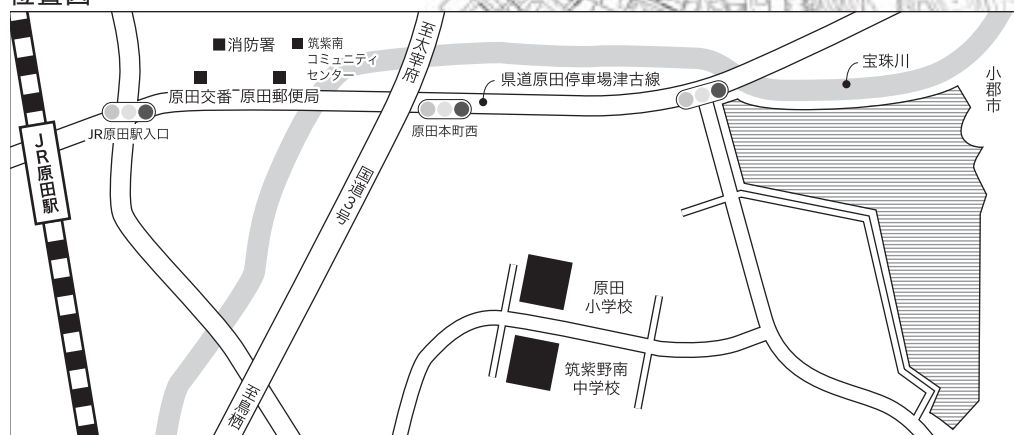 位置図
消防署
筑紫南
コミュニティ
センター
原田交番
原田郵便局
JR原田駅入口
JR原田駅
至太宰府
県道原田停車場津古線
原田本町西
宝珠川
小郡市
国道3号
原田
小学校
筑紫野南
中学校
至鳥栖